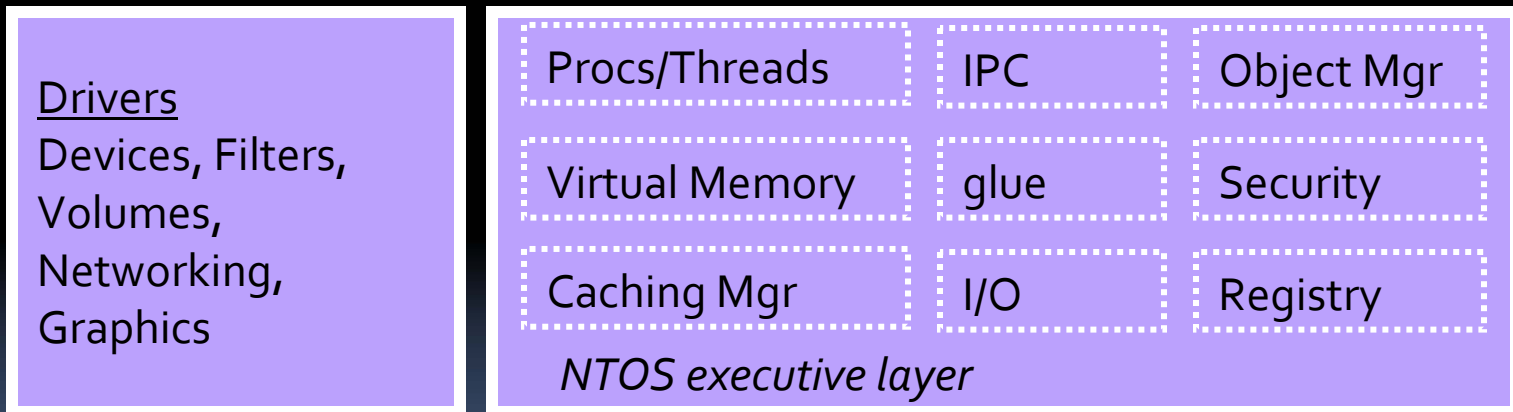 Drivers
Devices, Filters,
Volumes,
Networking,
Graphics
Procs/Threads
IPC
Object Mgr
Virtual Memory
glue
Security
Caching Mgr
I/O
Registry
NTOS executive layer